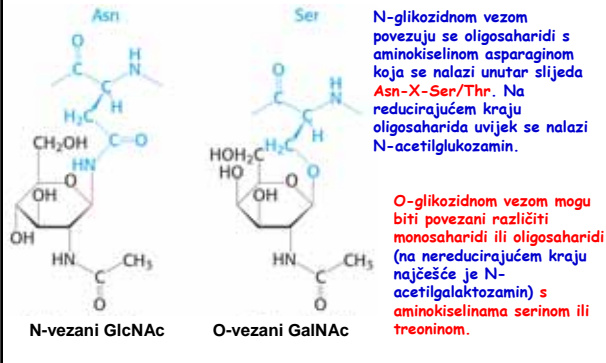 Asn
Ser
O
H
N
C
C
H
H₂C
C=O
HN
CH₂OH
O
OH
OH
HN
CH₃
C
O
N-vezani GlcNAc
O
H
N
C
C
H
H₂C
O
HOH₂C
HO
O
OH
HN
CH₃
C
O
O-vezani GalNAc
N-glikozidnom vezom
povezuju se oligosaharidi s
aminokiselinom asparaginom
koja se nalazi unutar slijeda
Asn-X-Ser/Thr. Na
reducirajućem kraju
oligosaharida uvijek se nalazi
N-acetilglukozamin.
O-glikozidnom vezom mogu
biti povezani različiti
monosaharidi ili oligosaharidi
(na nereducirajućem kraju
najčešće je N-
acetilgalaktozamin) s
aminokiselinama serinom ili
treoninom.